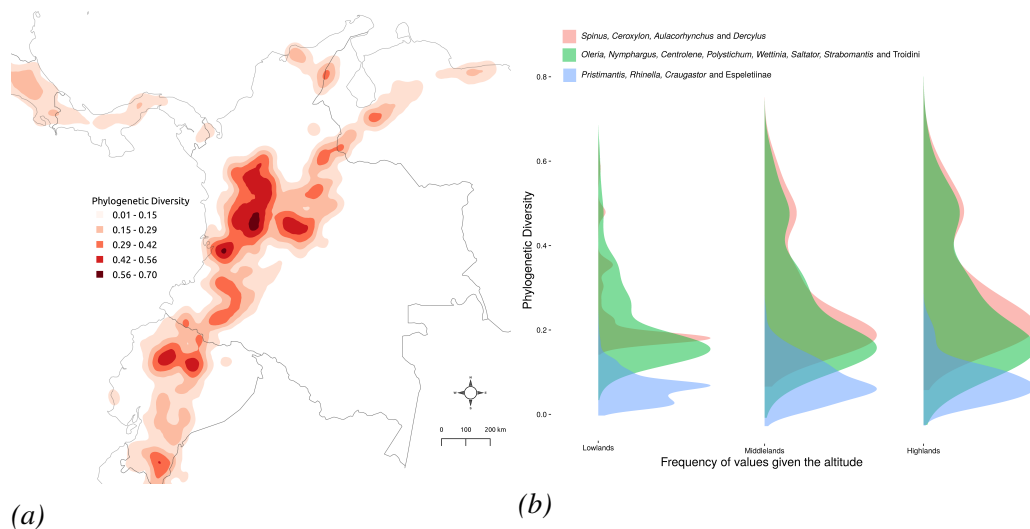 Phylogenetic Diversity
0.01 - 0.15
0.15 - 0.29
0.29 - 0.42
0.42 - 0.56
0.56 - 0.70
0 100 200 km
(a)
Spinus, Ceroxylon, Aulacorhynchus and Dercylus
Oleria, Nymphargus, Centrolene, Polystichum, Wettinia, Saltator, Strabomantis and Troidini
Pristimantis, Rhinella, Craugastor and Espeletiinae
Phylogenetic Diversity
0.8
0.6
0.4
0.2
0.0
Lowlands
Middlelands
Highlands
Frequency of values given the altitude
(b)